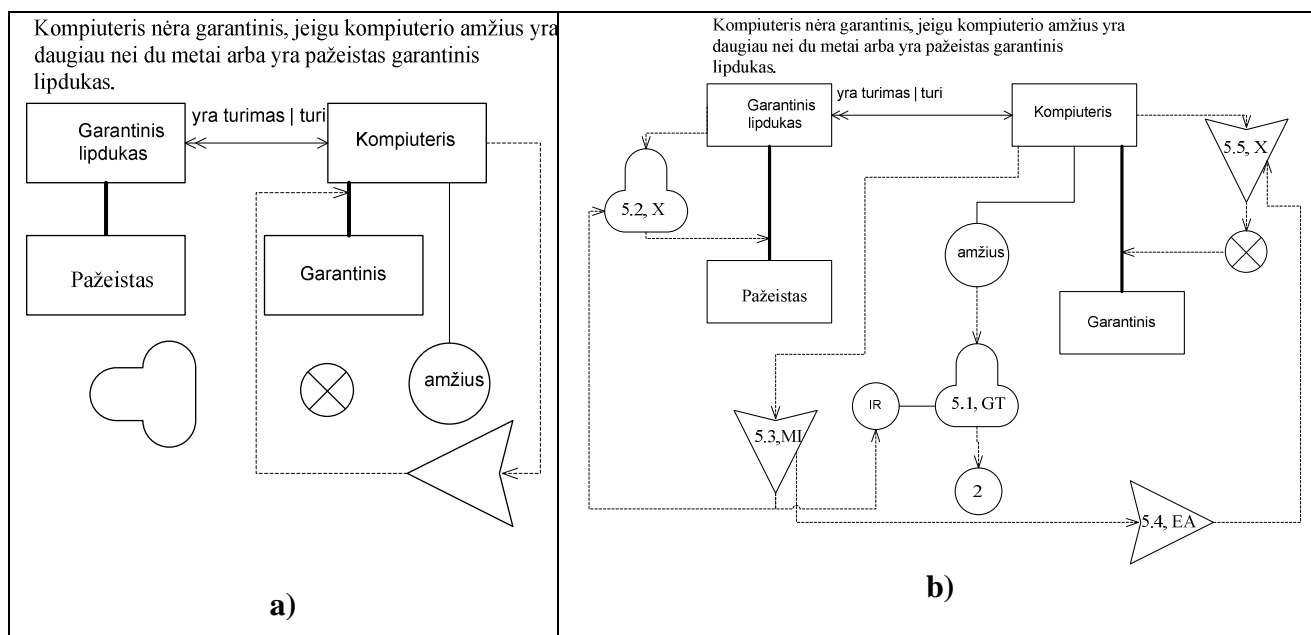 Kompiuteris nėra garantinis, jeigu kompiuterio amžius yra
daugiau nei du metai arba yra pažeistas garantinis
lipdukas.
Garantinis
lipdukas
yra turimas | turi
Kompiuteris
Pažeistas
Garantinis
amžius
a)
Kompiuteris nėra garantinis, jeigu kompiuterio amžius yra
daugiau nei du metai arba yra pažeistas garantinis
lipdukas.
Garantinis
lipdukas
yra turimas | turi
Kompiuteris
5.5, X
5.2, X
amžius
Pažeistas
Garantinis
IR
5.1, GT
5.3,MI
2
5.4, EA
b)